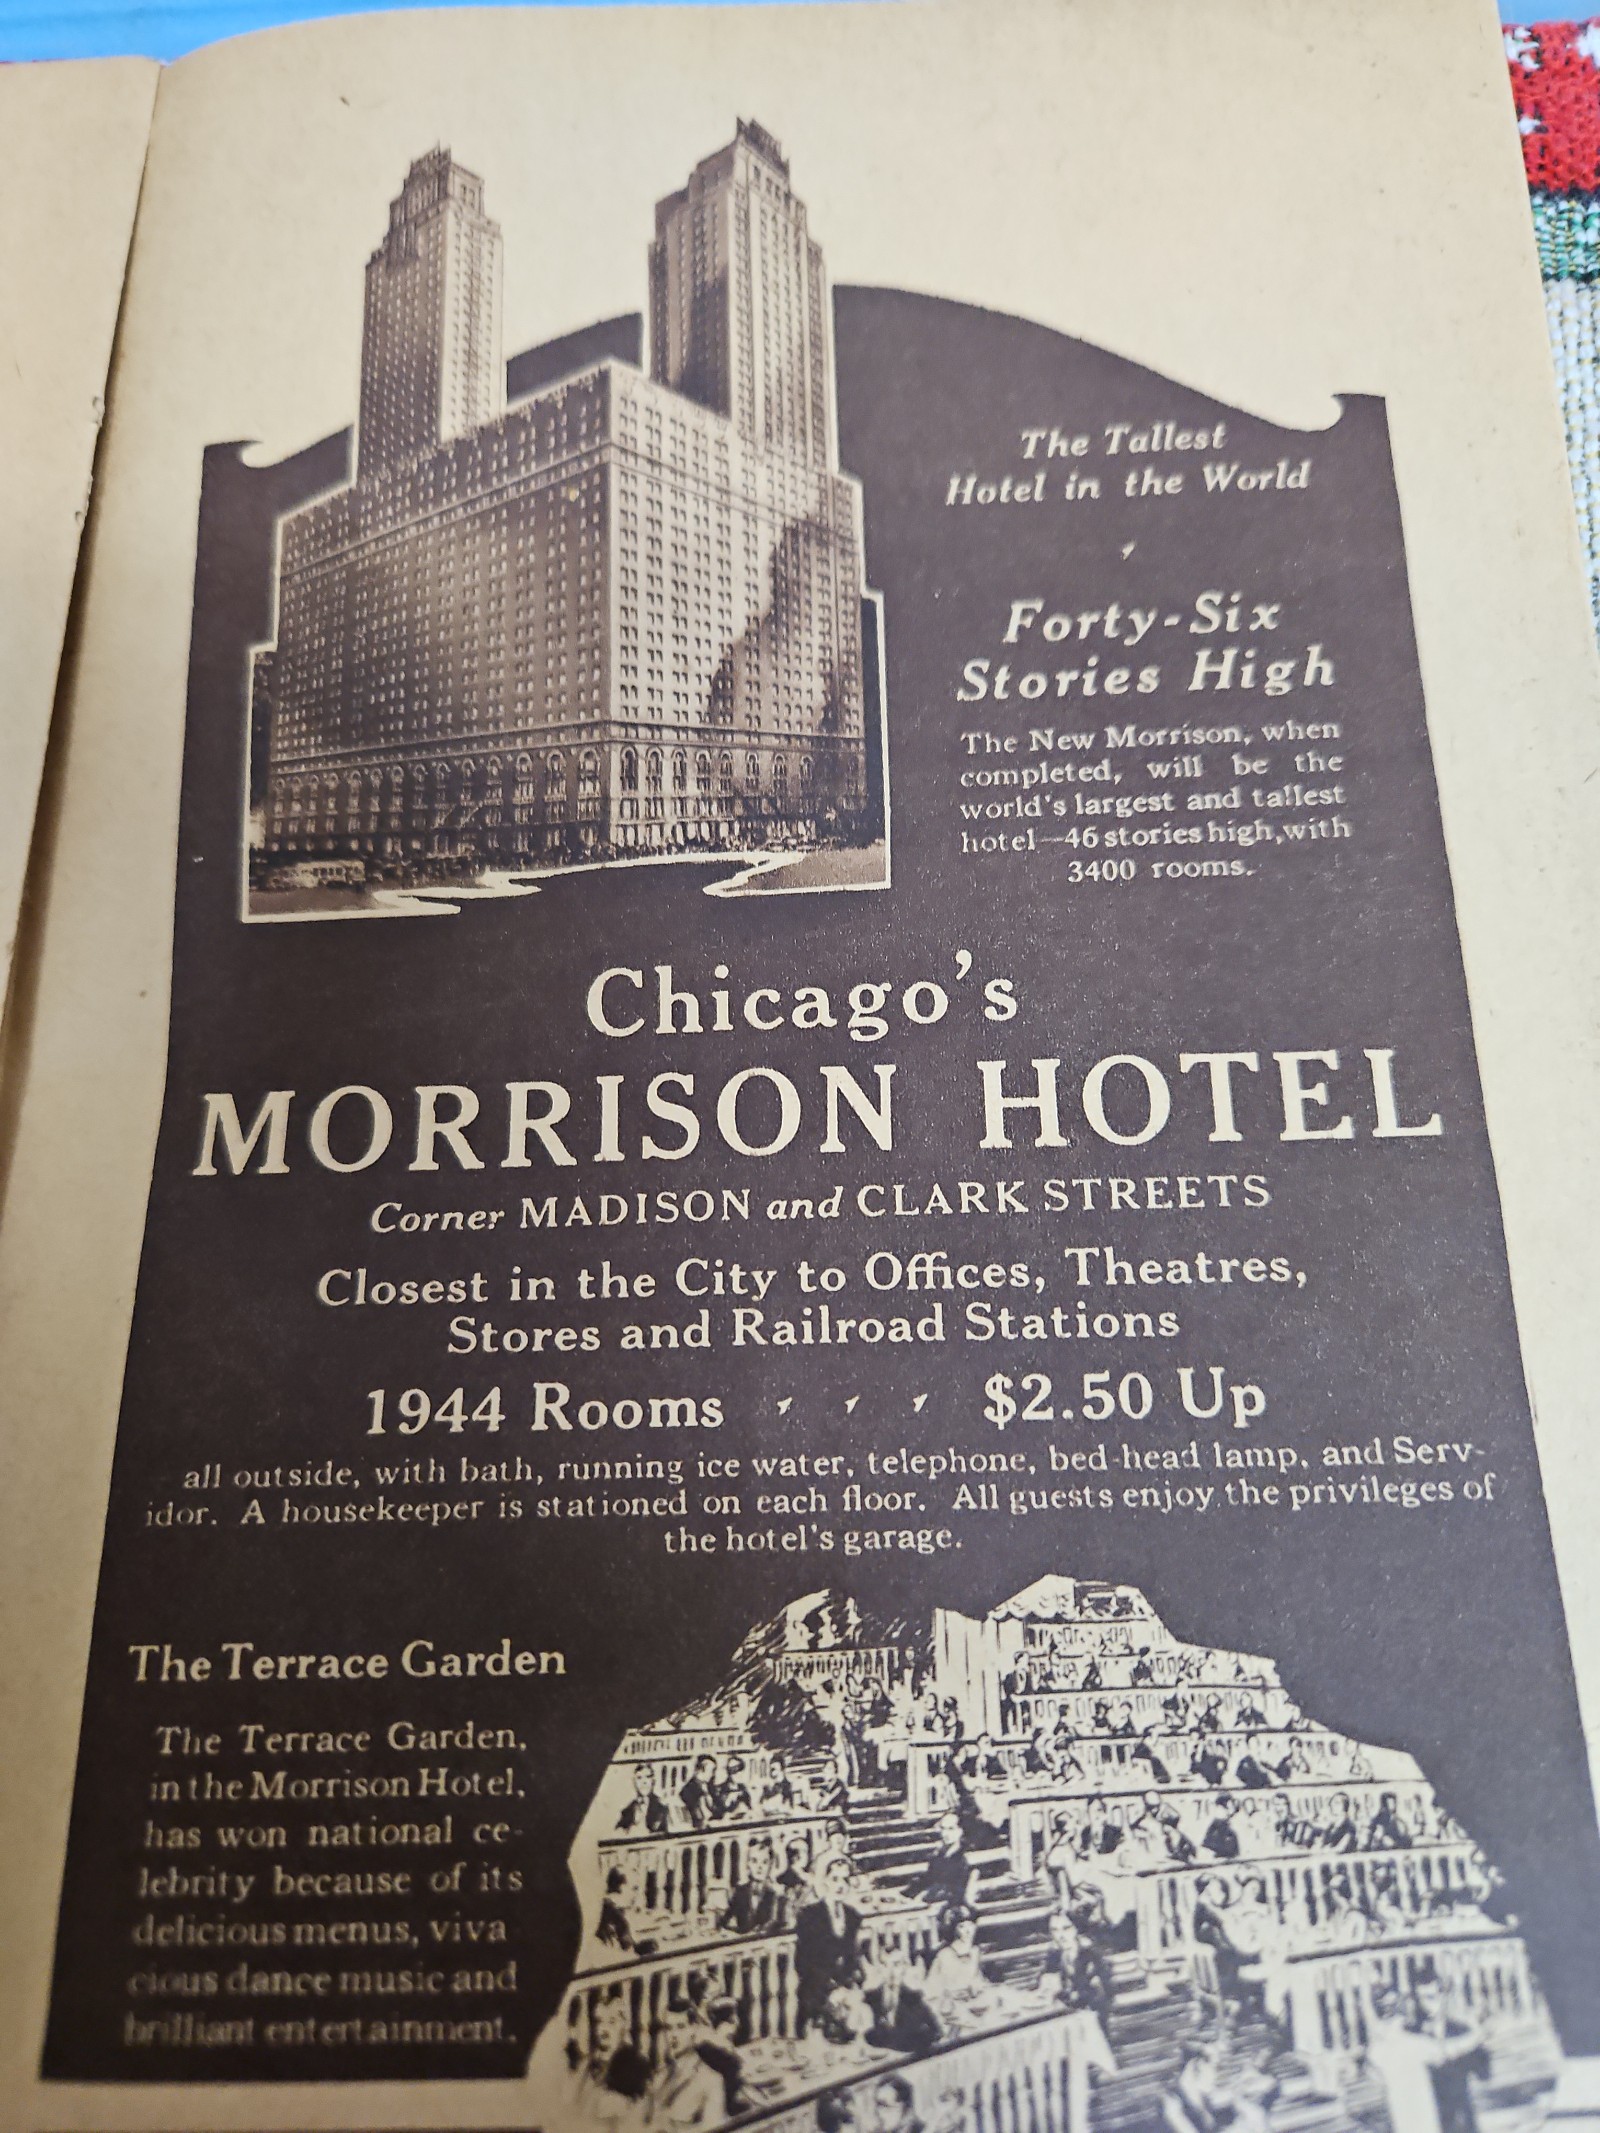 The Tallest
Hotel in the World
Forty-Six
Stories High
The New Morrison, when
completed, will be the
world's largest and tallest
hotel—46 stories high, with
3400 rooms.
Chicago's
MORRISON HOTEL
Corner MADISON and CLARK STREETS
Closest in the City to Offices, Theatres,
Stores and Railroad Stations
1944 Rooms , , , $2.50 Up
all outside, with bath, running ice water, telephone, bed-head lamp, and Serv-
idor. A housekeeper is stationed on each floor. All guests enjoy the privileges of
the hotel's garage.
The Terrace Garden
The Terrace Garden,
in the Morrison Hotel,
has won national ce-
lebrity because of its
delicious menus, viva
cious dance music and
brilliant entertainment.